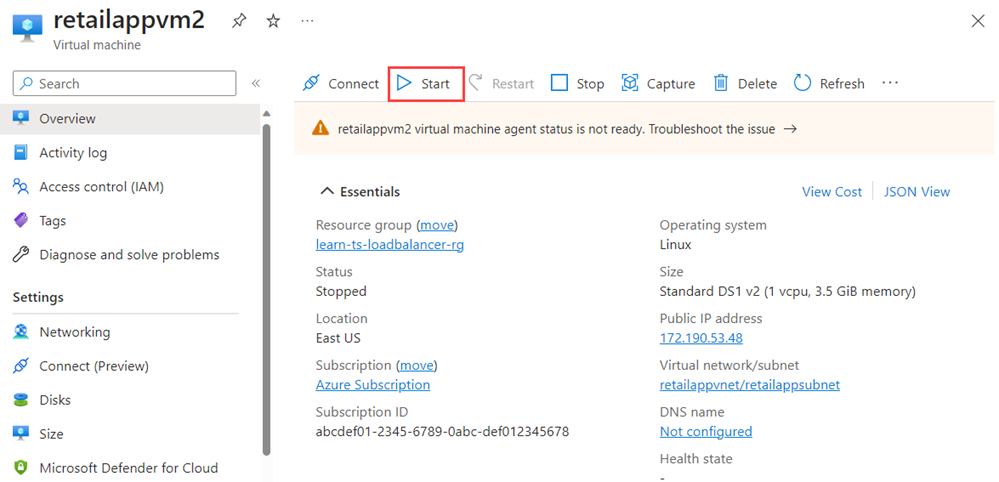 retailappvm2
Virtual machine
Search
Overview
Activity log
Access control (IAM)
Tags
Diagnose and solve problems
Settings
Networking
Connect (Preview)
Disks
Size
Microsoft Defender for Cloud
Connect Start Restart Stop Capture Delete Refresh
retailappvm2 virtual machine agent status is not ready. Troubleshoot the issue →
Essentials
View Cost JSON View
Resource group (move)
learn-ts-loadbalancer-rg
Status
Stopped
Location
East US
Subscription (move)
Azure Subscription
Subscription ID
abcdef01-2345-6789-0abc-def012345678
Operating system
Linux
Size
Standard DS1 v2 (1 vcpu, 3.5 GiB memory)
Public IP address
172.190.53.48
Virtual network/subnet
retailappvnet/retailappsubnet
DNS name
Not configured
Health state
-